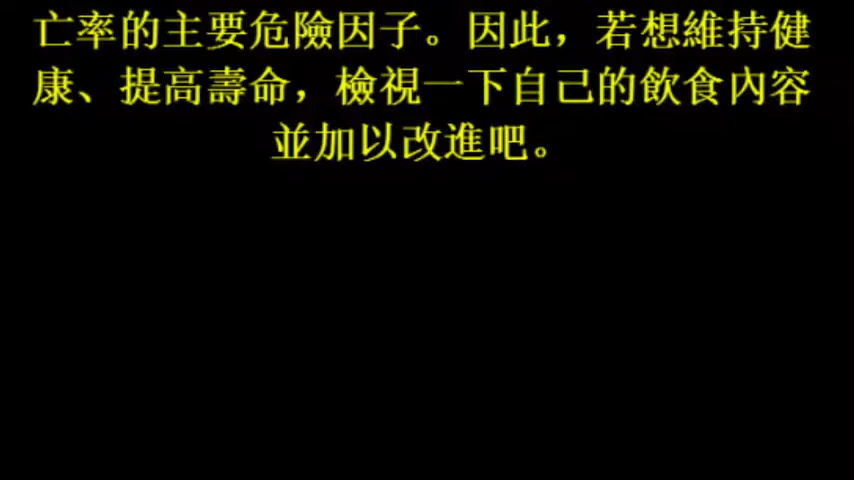 亡率的主要危險因子。因此，若想維持健
康、提高壽命，檢視一下自己的飲食內容
並加以改進吧。